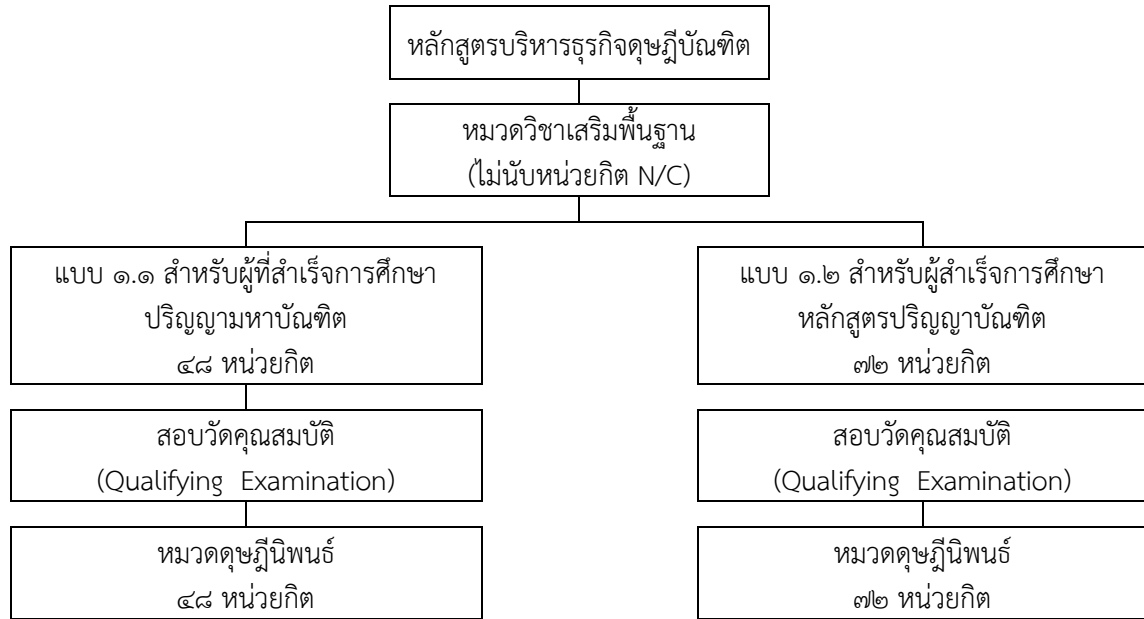 หลักสูตรบริหารธุรกิจดุษฎีบัณฑิต
หมวดวิชาเสริมพื้นฐาน
(ไม่นับหน่วยกิต N/C)
แบบ ๑.๑ สำหรับผู้ที่สำเร็จการศึกษา
ปริญญามหาบัณฑิต
๔๘ หน่วยกิต
สอบวัดคุณสมบัติ
(Qualifying Examination)
หมวดดุษฎีนิพนธ์
๔๘ หน่วยกิต
แบบ ๑.๒ สำหรับผู้สำเร็จการศึกษา
หลักสูตรปริญญาบัณฑิต
๗๒ หน่วยกิต
สอบวัดคุณสมบัติ
(Qualifying Examination)
หมวดดุษฎีนิพนธ์
๗๒ หน่วยกิต